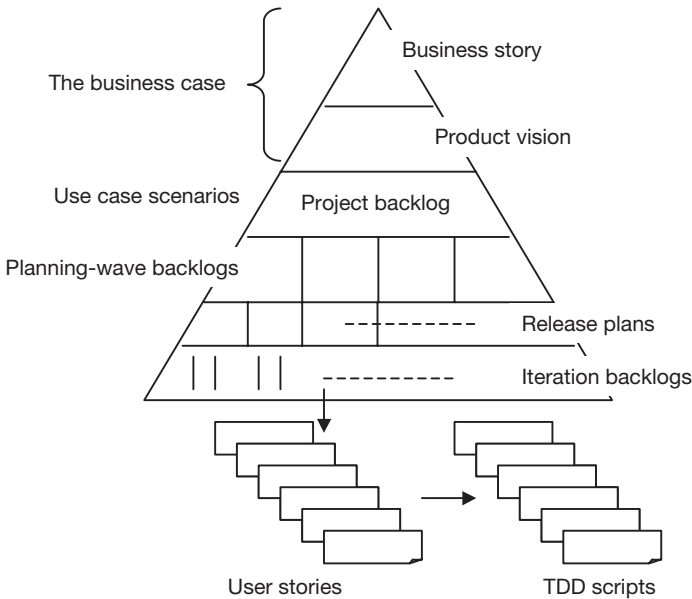 Business story
The business case
Product vision
Use case scenarios
Project backlog
Planning-wave backlogs
Release plans
Iteration backlogs
User stories
TDD scripts